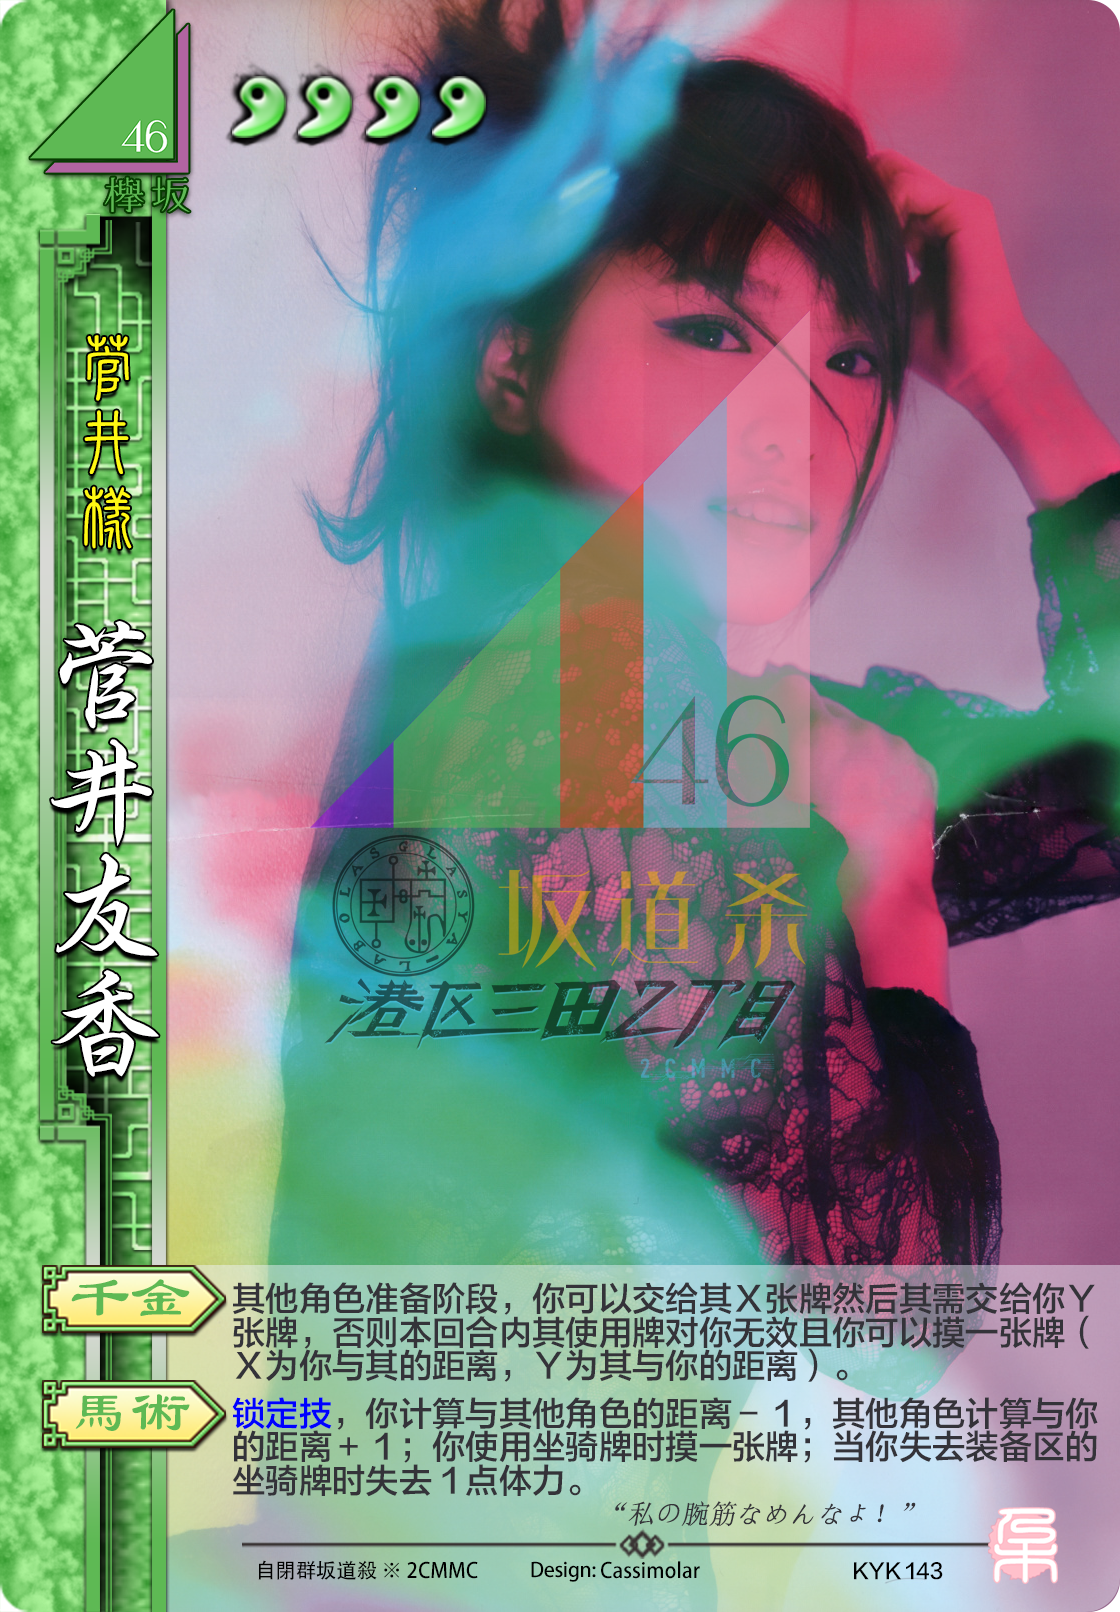 46
欅坂
菅井様
菅井友香
46
GLASYA-LABOLAS
坂道杀
港区三田2丁目
2CMMC
千金
其他角色准备阶段，你可以交给其X张牌然后其需交给你Y
张牌，否则本回合内其使用牌对你无效且你可以摸一张牌（
X为你与其的距离，Y为其与你的距离）。
馬術
锁定技，你计算与其他角色的距离－1，其他角色计算与你
的距离＋1；你使用坐骑牌时摸一张牌；当你失去装备区的
坐骑牌时失去1点体力。
“私の腕筋なめんなよ！”
自閉群坂道殺 ※ 2CMMC
Design: Cassimolar
KYK 143